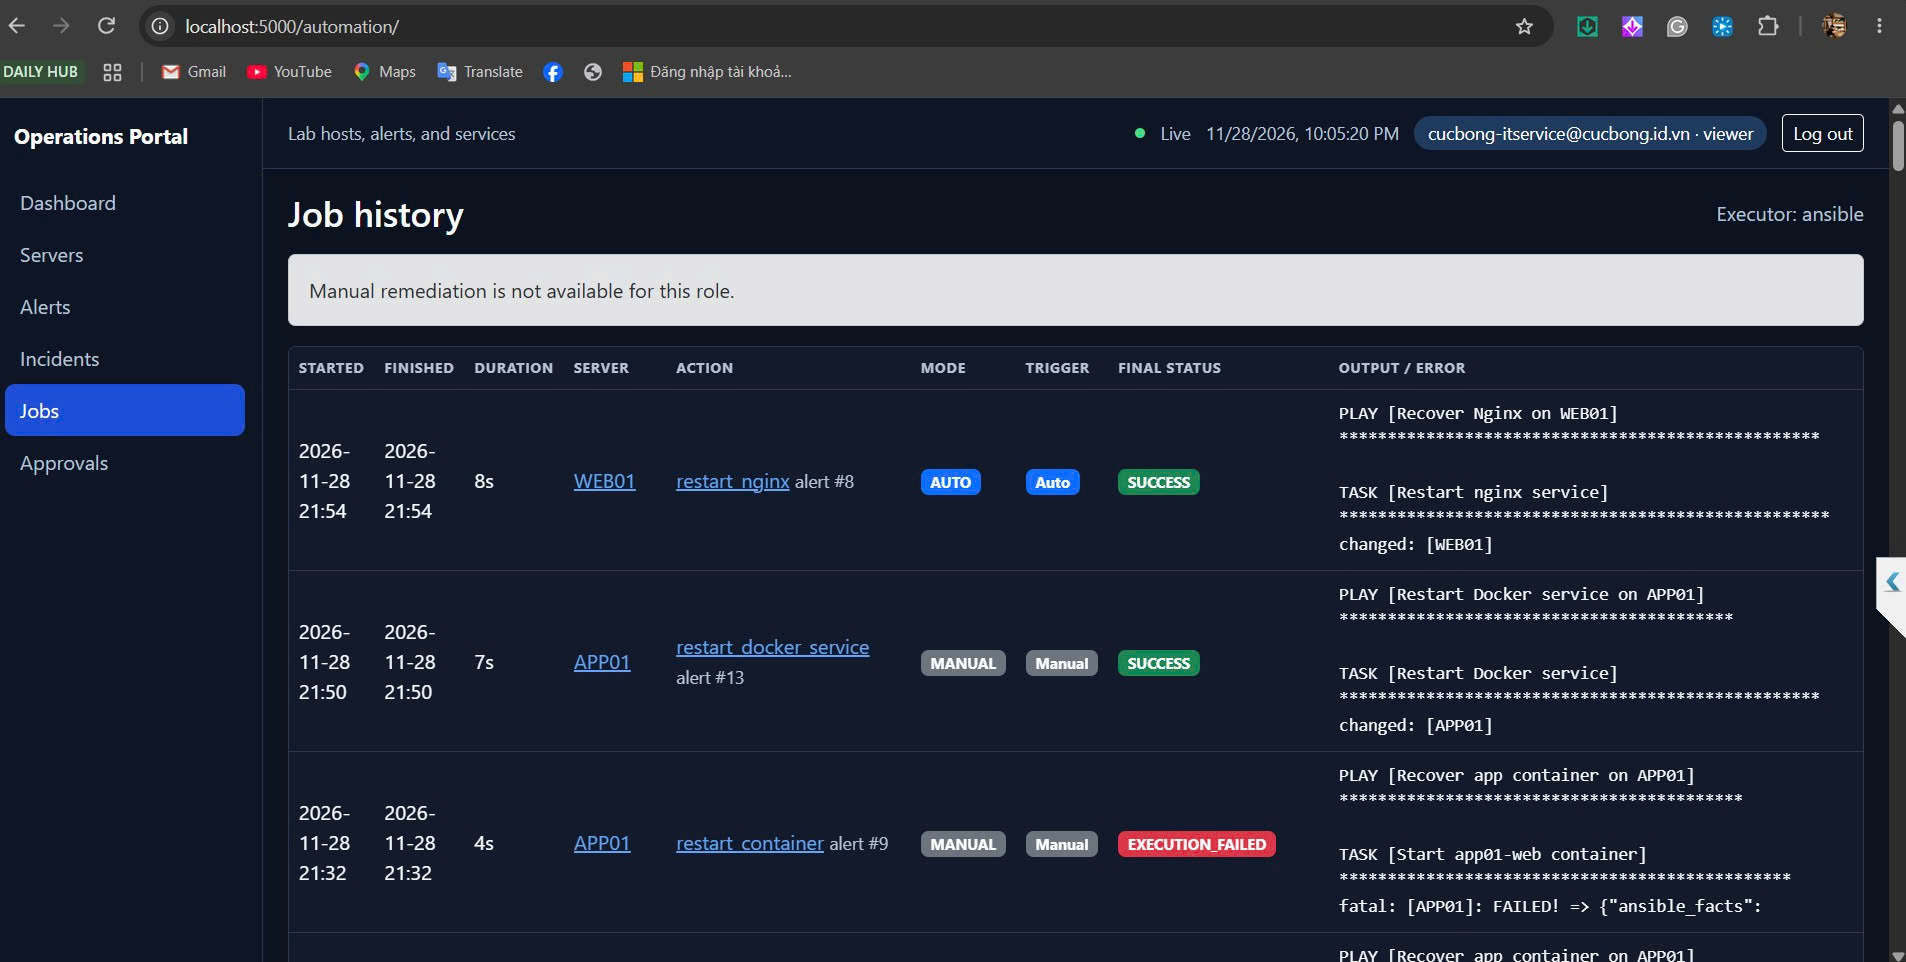 localhost:5000/automation/
DAILY HUB
Gmail
YouTube
Maps
Translate
Đăng nhập tài khoả...
Operations Portal
Lab hosts, alerts, and services
Live 11/28/2026, 10:05:20 PM
cucbong-itservice@cucbong.id.vn · viewer
Log out
Dashboard
Servers
Alerts
Incidents
Jobs
Approvals
Job history
Executor: ansible
Manual remediation is not available for this role.
STARTED FINISHED DURATION SERVER ACTION MODE TRIGGER FINAL STATUS OUTPUT / ERROR
2026-
11-28
21:54
2026-
11-28
21:54
8s
WEB01
restart_nginx alert #8
AUTO
Auto
SUCCESS
PLAY [Recover Nginx on WEB01]
*************************************************
TASK [Restart nginx service]
**************************************************
changed: [WEB01]
2026-
11-28
21:50
2026-
11-28
21:50
7s
APP01
restart_docker_service
alert #13
MANUAL
Manual
SUCCESS
PLAY [Restart Docker service on APP01]
****************************************
TASK [Restart Docker service]
*************************************************
changed: [APP01]
2026-
11-28
21:32
2026-
11-28
21:32
4s
APP01
restart_container alert #9
MANUAL
Manual
EXECUTION_FAILED
PLAY [Recover app container on APP01]
*****************************************
TASK [Start app01-web container]
**********************************************
fatal: [APP01]: FAILED! => {"ansible_facts":
PLAY [Recover app container on APP01]